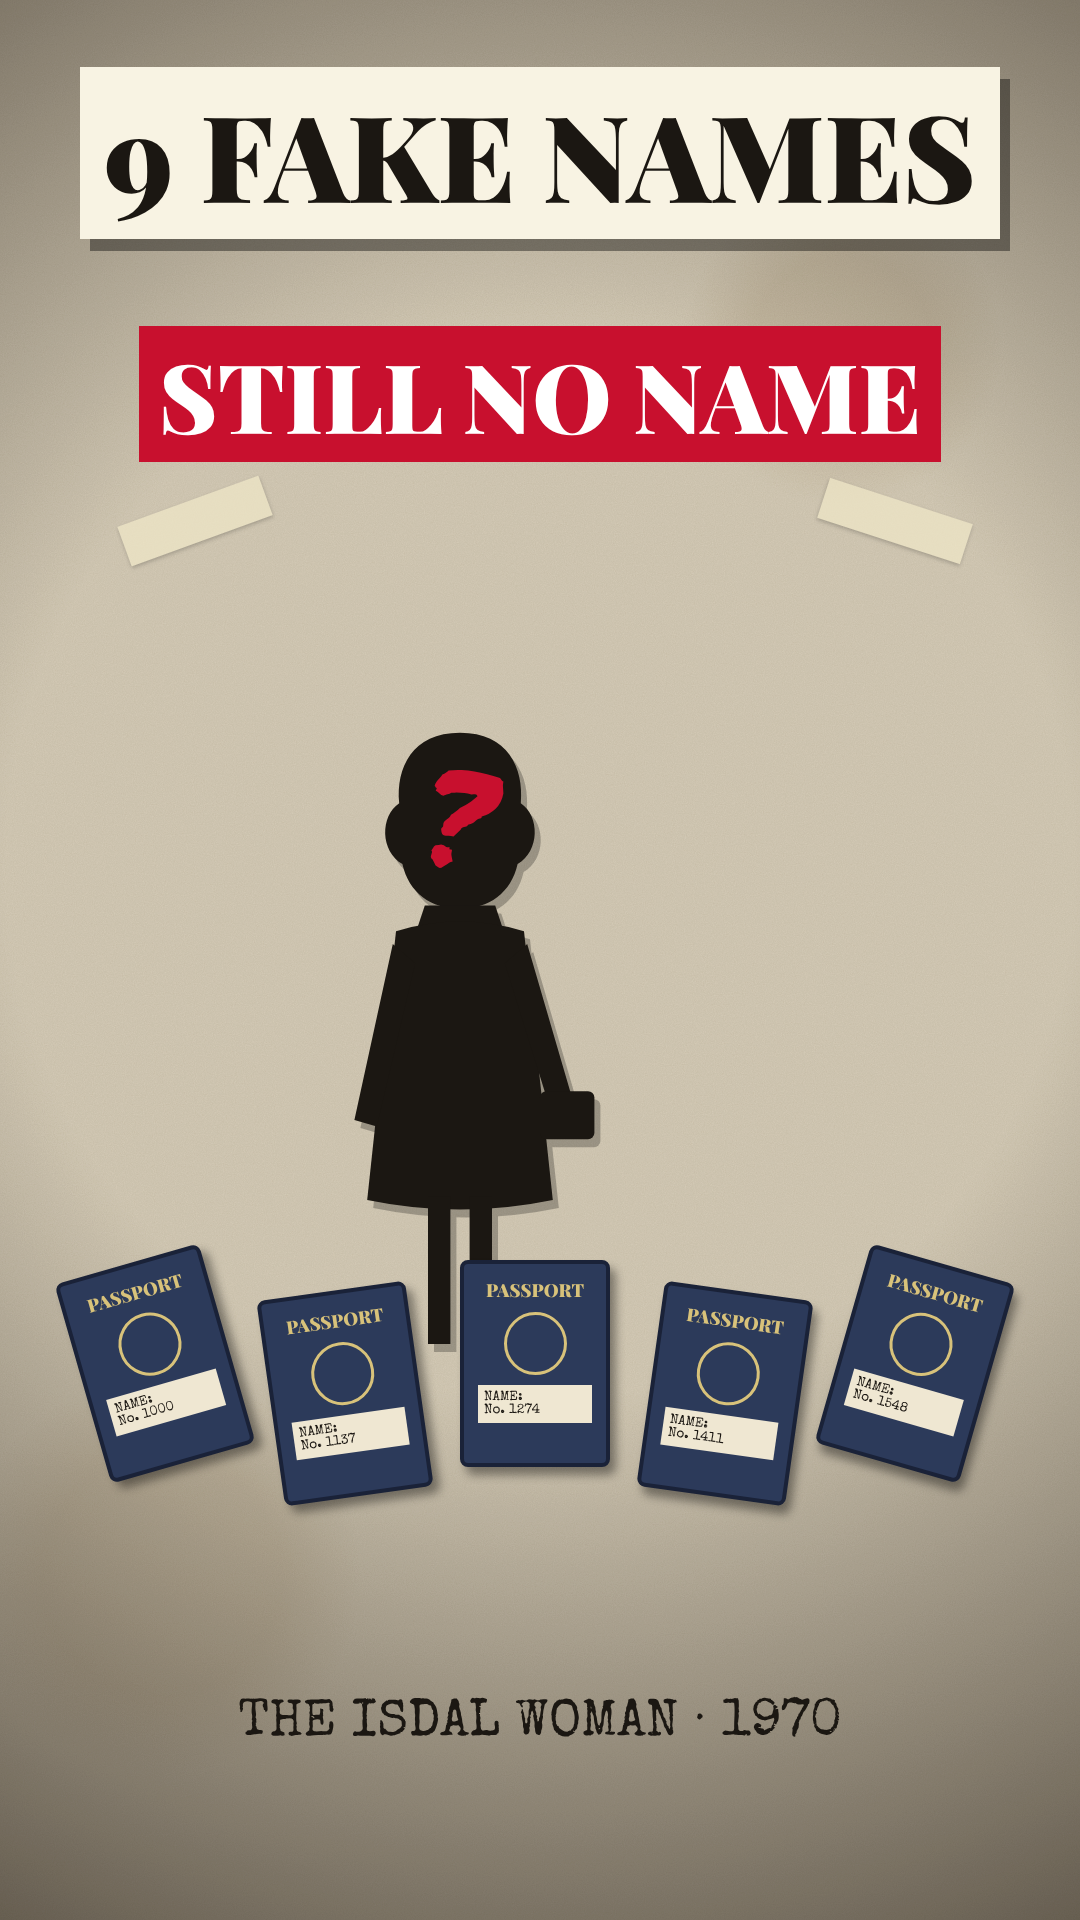 9 FAKE NAMES
STILL NO NAME
?
PASSPORT
NAME:
No. 1000
PASSPORT
NAME:
No. 1137
PASSPORT
NAME:
No. 1274
PASSPORT
NAME:
No. 1411
PASSPORT
NAME:
No. 1548
THE ISDAL WOMAN · 1970